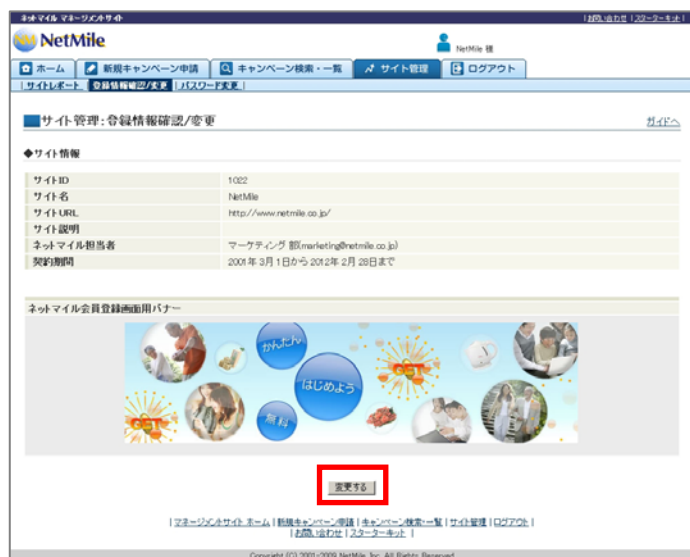 ネットマイル マネージメントサイト | お問い合わせ | スターターキット |
NetMile
NetMile 様
ホーム 新規キャンペーン申請 キャンペーン検索・一覧 サイト管理 ログアウト
| サイトレポート | 登録情報確認/変更 | パスワード変更 |
サイト管理:登録情報確認/変更 ガイドへ
◆サイト情報
サイトID 1022
サイト名 NetMile
サイトURL http://www.netmile.co.jp/
サイト説明
ネットマイル担当者 マーケティング 部(marketing@netmile.co.jp)
契約期間 2001年 3月 1日から 2012年 2月 28日まで
ネットマイル会員登録画面用バナー
かんたん
はじめよう
GET
GET
無料
変更する
| マネージメントサイト ホーム | 新規キャンペーン申請 | キャンペーン検索・一覧 | サイト管理 | ログアウト |
| お問い合わせ | スターターキット |
Copyright (C) 2001-2009 NetMile Inc. All Rights Reserved.